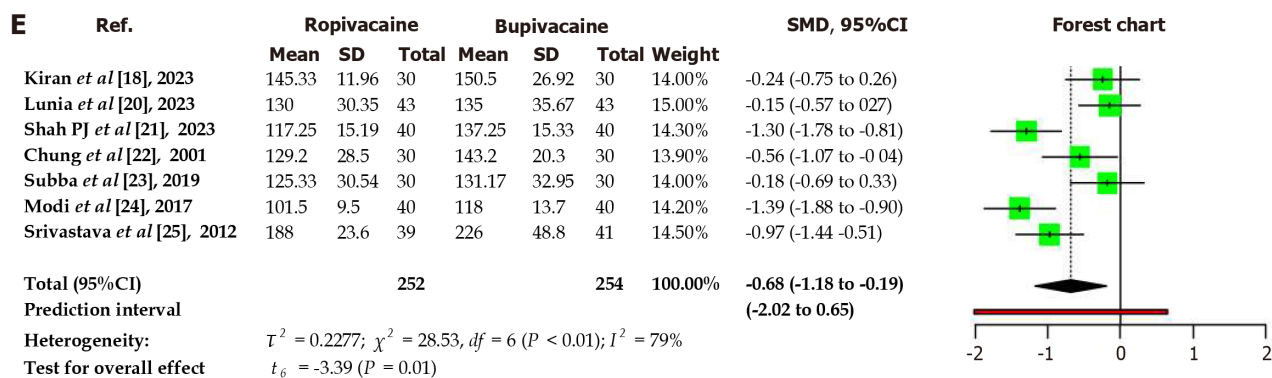 E Ref. Ropivacaine Bupivacaine SMD, 95%CI Forest chart
Mean SD Total Mean SD Total Weight
Kiran et al [18], 2023 145.33 11.96 30 150.5 26.92 30 14.00% -0.24 (-0.75 to 0.26)
Lunia et al [20], 2023 130 30.35 43 135 35.67 43 15.00% -0.15 (-0.57 to 027)
Shah PJ et al [21], 2023 117.25 15.19 40 137.25 15.33 40 14.30% -1.30 (-1.78 to -0.81)
Chung et al [22], 2001 129.2 28.5 30 143.2 20.3 30 13.90% -0.56 (-1.07 to -0 04)
Subba et al [23], 2019 125.33 30.54 30 131.17 32.95 30 14.00% -0.18 (-0.69 to 0.33)
Modi et al [24], 2017 101.5 9.5 40 118 13.7 40 14.20% -1.39 (-1.88 to -0.90)
Srivastava et al [25], 2012 188 23.6 39 226 48.8 41 14.50% -0.97 (-1.44 to -0.51)
Total (95%CI) 252 254 100.00% -0.68 (-1.18 to -0.19)
Prediction interval (-2.02 to 0.65)
Heterogeneity: τ² = 0.2277; χ² = 28.53, df = 6 (P < 0.01); I² = 79%
Test for overall effect t₆ = -3.39 (P = 0.01)
-2 -1 0 1 2